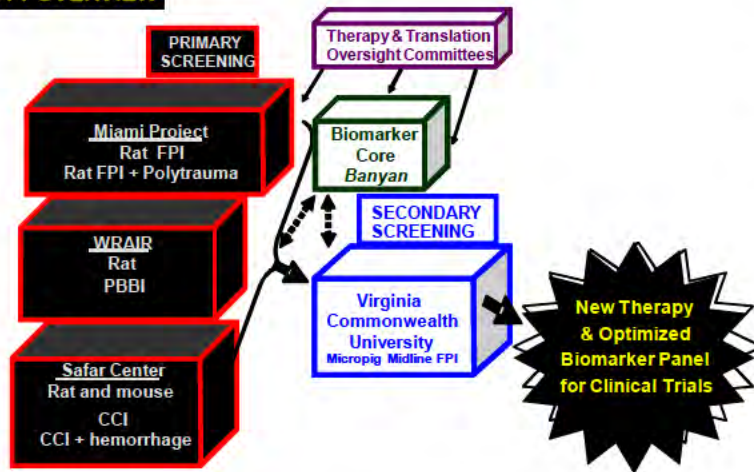 PRIMARY
SCREENING
Therapy & Translation
Oversight Committees
Miami Project
Rat FPI
Rat FPI + Polytrauma
Biomarker
Core
Banyan
WRAIR
Rat
PBBI
SECONDARY
SCREENING
Virginia
Commonwealth
University
Micropig Midline FPI
Safar Center
Rat and mouse
CCI
CCI + hemorrhage
New Therapy
& Optimized
Biomarker Panel
for Clinical Trials